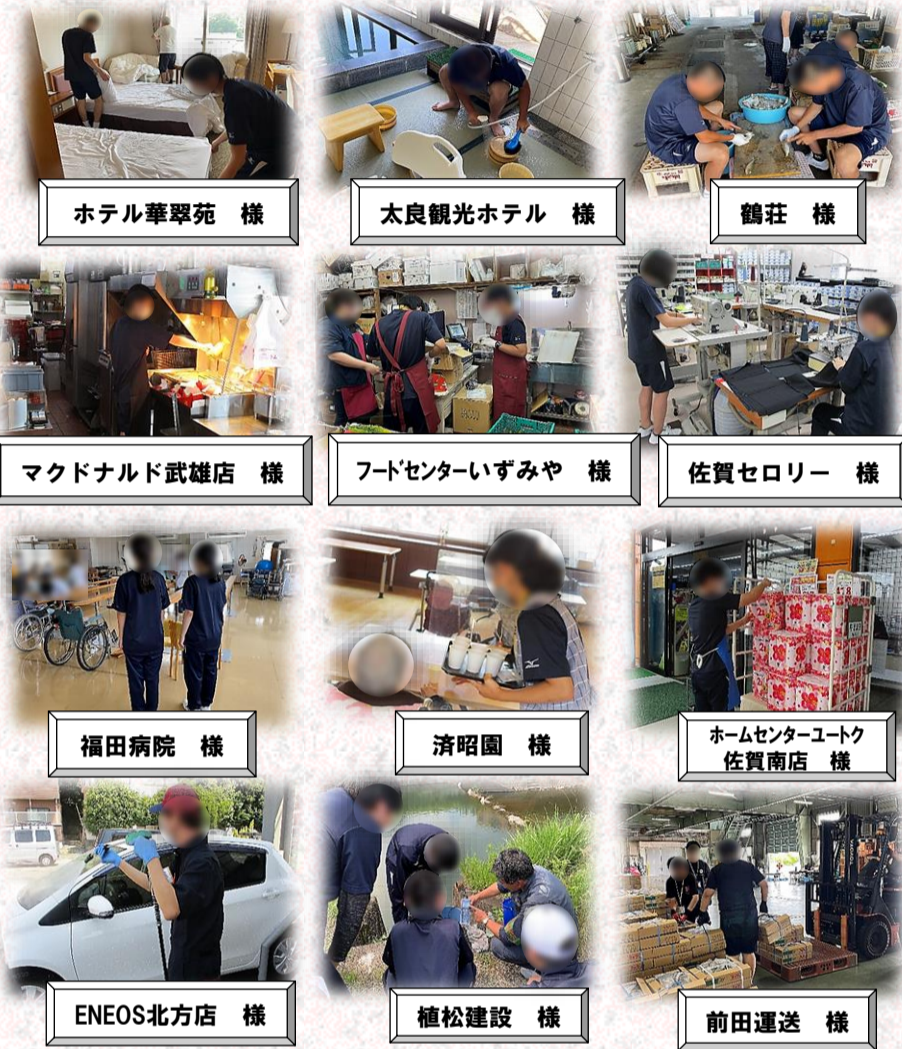 ホテル華翠苑　様
太良観光ホテル　様
鶴荘　様
マクドナルド武雄店　様
フードセンターいずみや　様
佐賀セロリー　様
福田病院　様
済昭園　様
ホームセンターユートク
佐賀南店　様
ENEOS北方店　様
植松建設　様
前田運送　様